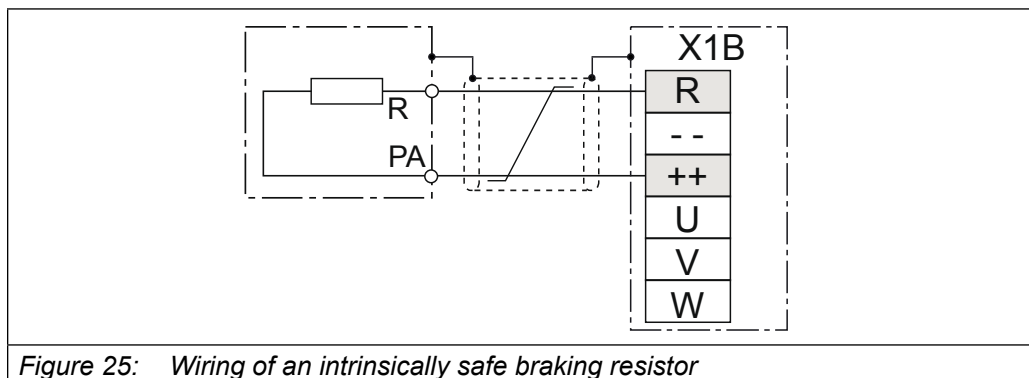 X1B
R
R
- -
PA
++
U
V
W
Figure 25: Wiring of an intrinsically safe braking resistor